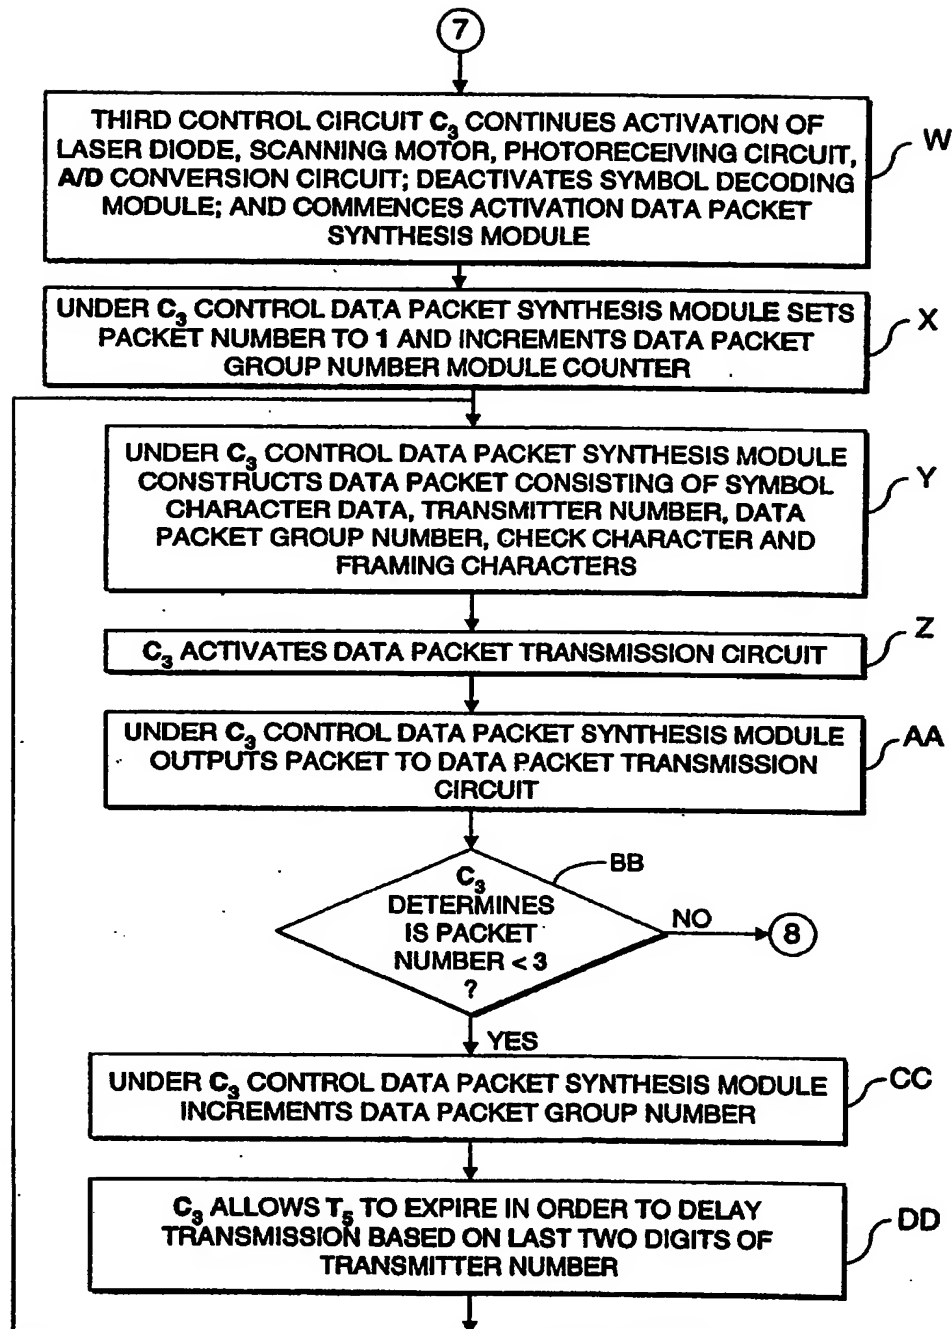 7
THIRD CONTROL CIRCUIT C3 CONTINUES ACTIVATION OF
LASER DIODE, SCANNING MOTOR, PHOTORECEIVING CIRCUIT,
A/D CONVERSION CIRCUIT; DEACTIVATES SYMBOL DECODING
MODULE; AND COMMENCES ACTIVATION DATA PACKET
SYNTHESIS MODULE
W
UNDER C3 CONTROL DATA PACKET SYNTHESIS MODULE SETS
PACKET NUMBER TO 1 AND INCREMENTS DATA PACKET
GROUP NUMBER MODULE COUNTER
X
UNDER C3 CONTROL DATA PACKET SYNTHESIS MODULE
CONSTRUCTS DATA PACKET CONSISTING OF SYMBOL
CHARACTER DATA, TRANSMITTER NUMBER, DATA
PACKET GROUP NUMBER, CHECK CHARACTER AND
FRAMING CHARACTERS
Y
C3 ACTIVATES DATA PACKET TRANSMISSION CIRCUIT
Z
UNDER C3 CONTROL DATA PACKET SYNTHESIS MODULE
OUTPUTS PACKET TO DATA PACKET TRANSMISSION
CIRCUIT
AA
C3
DETERMINES
IS PACKET
NUMBER < 3
?
BB
NO
8
YES
UNDER C3 CONTROL DATA PACKET SYNTHESIS MODULE
INCREMENTS DATA PACKET GROUP NUMBER
CC
C3 ALLOWS T5 TO EXPIRE IN ORDER TO DELAY
TRANSMISSION BASED ON LAST TWO DIGITS OF
TRANSMITTER NUMBER
DD